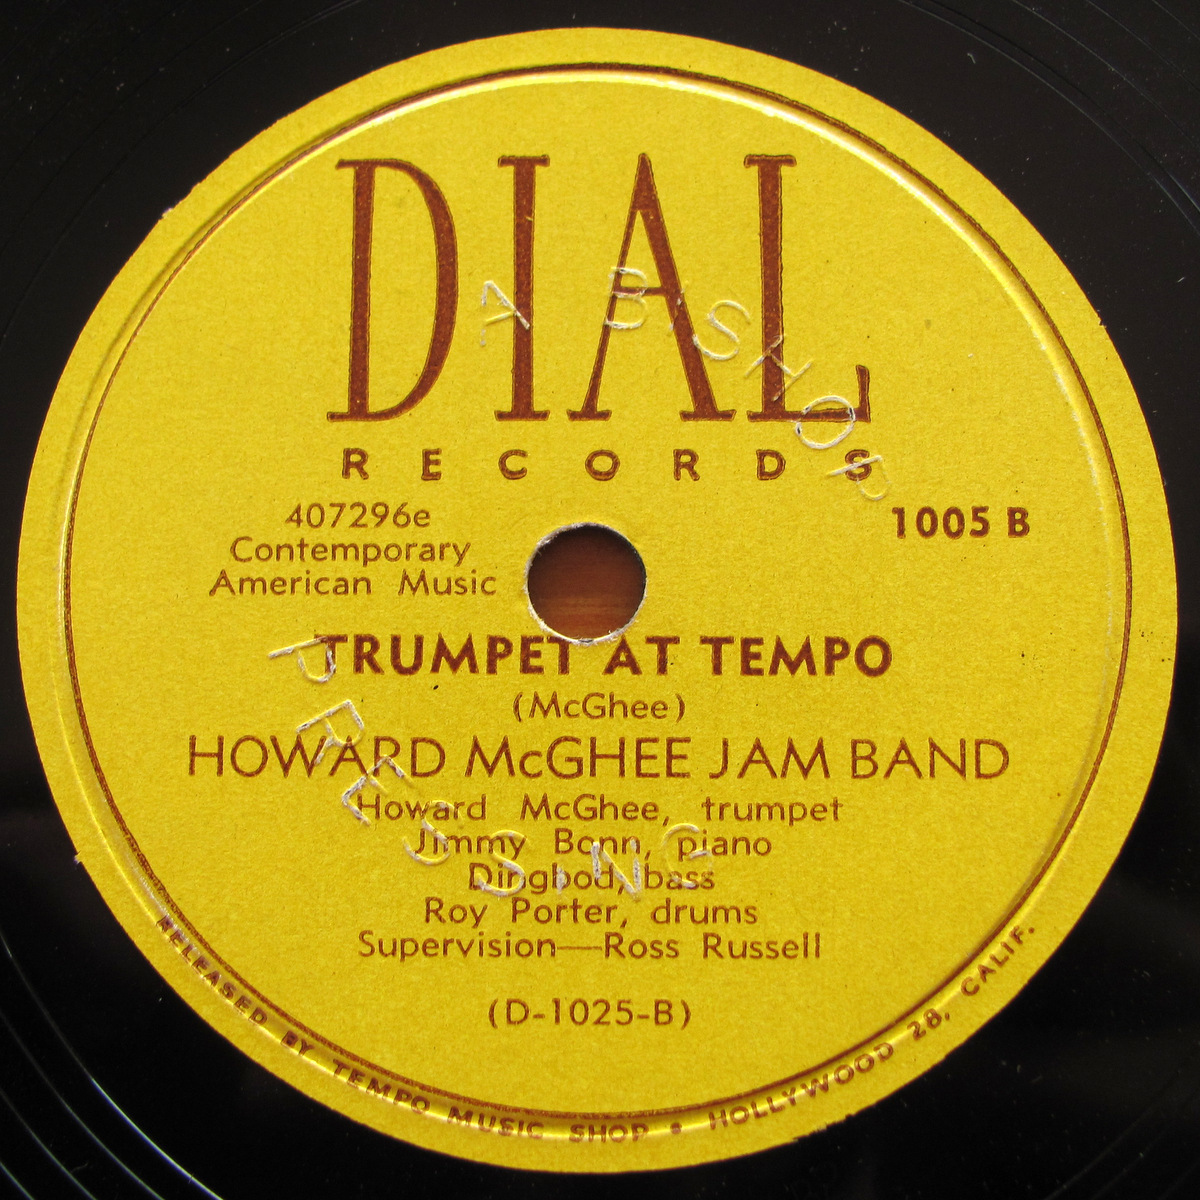 DIAL
RECORDS
A BISHOP
407296e
Contemporary
American Music
1005 B
TRUMPET AT TEMPO
(McGhee)
HOWARD McGHEE JAM BAND
Howard McGhee, trumpet
Jimmy Bonn, piano
Dingbod, bass
Roy Porter, drums
Supervision—Ross Russell
PRESSING
(D-1025-B)
RELEASED BY TEMPO MUSIC SHOP • HOLLYWOOD 28, CALIF.